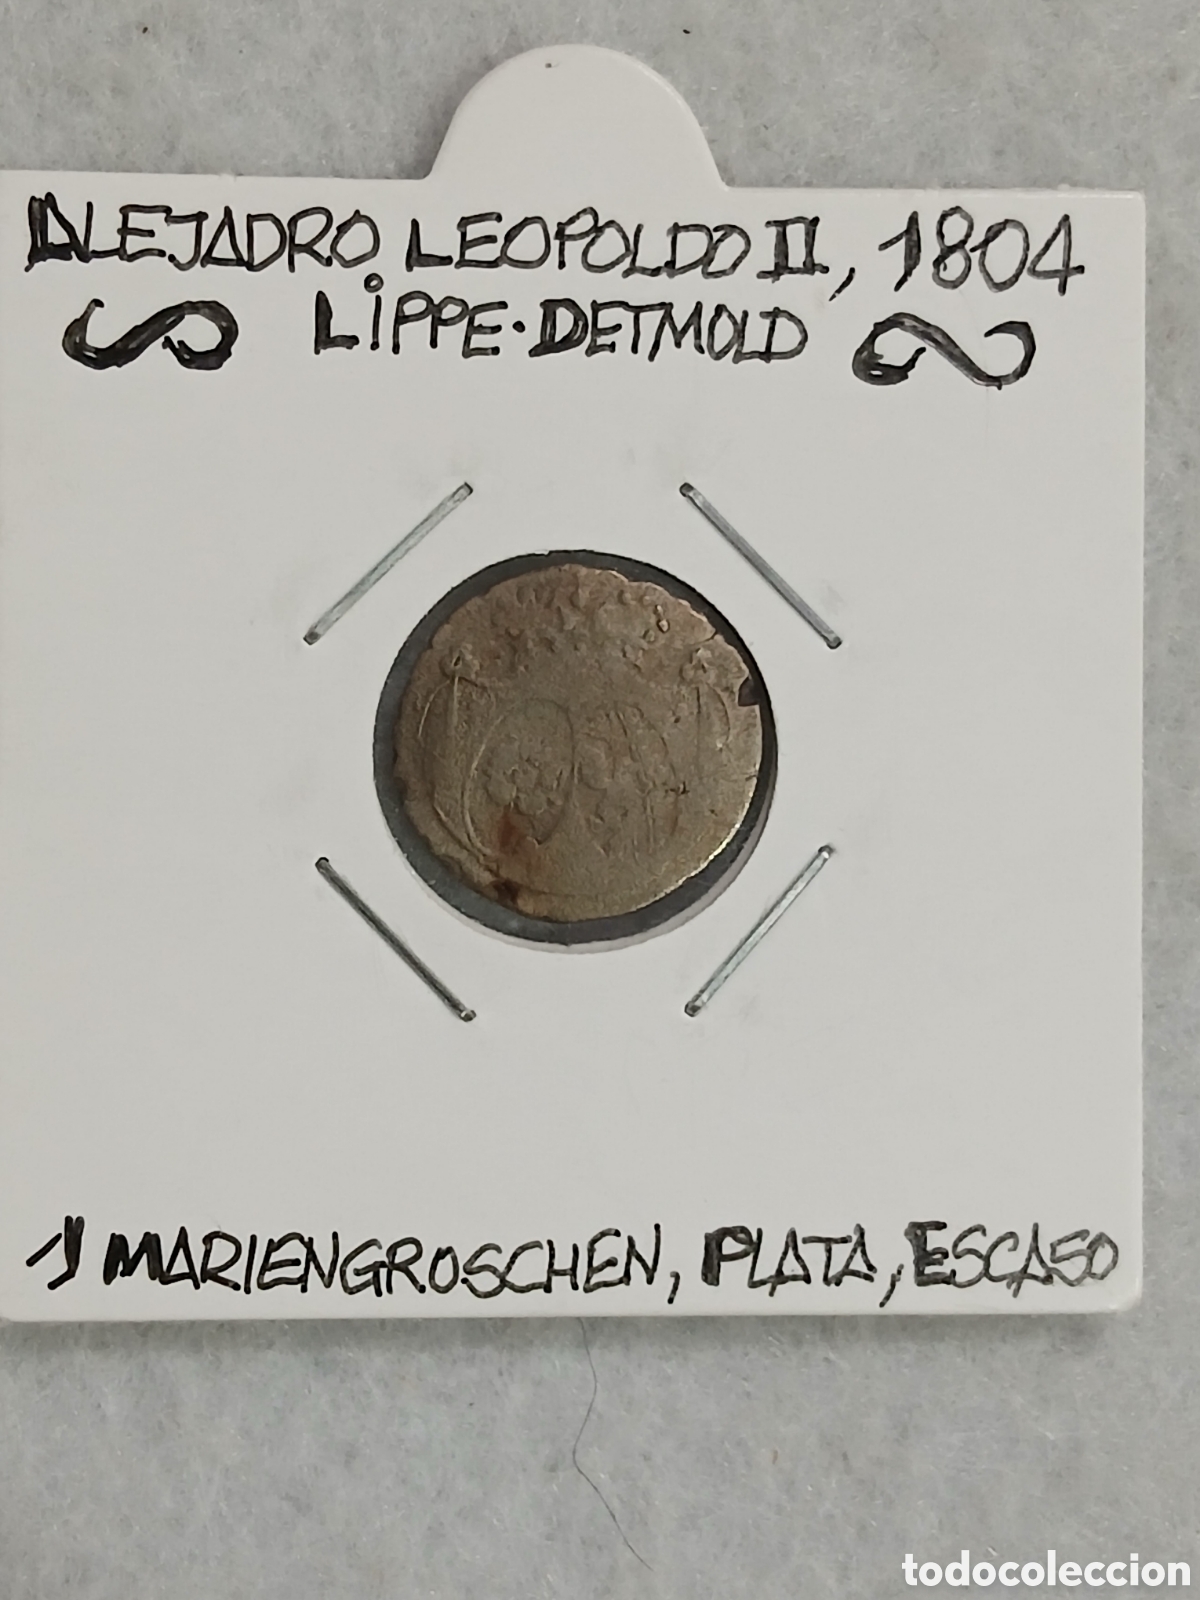 ALEJADRO LEOPOLDO II, 1804
LiPPE·DETMOLD
1 MARIENGROSCHEN, PLATA, ESCASO
todocoleccion